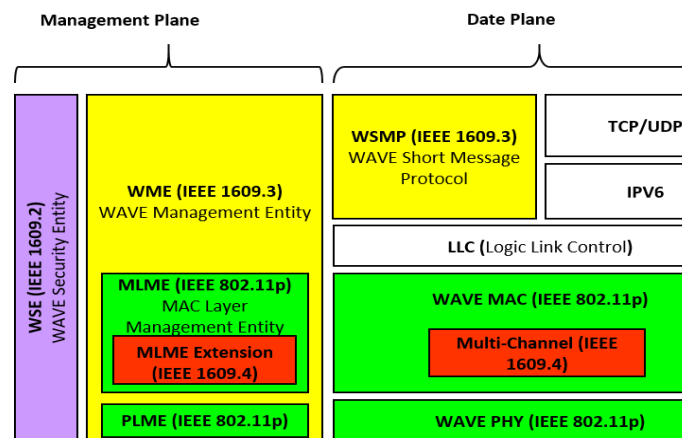 Management Plane
Date Plane
WSE (IEEE 1609.2)
WAVE Security Entity
WME (IEEE 1609.3)
WAVE Management Entity
MLME (IEEE 802.11p)
MAC Layer
Management Entity
MLME Extension
(IEEE 1609.4)
PLME (IEEE 802.11p)
WSMP (IEEE 1609.3)
WAVE Short Message
Protocol
TCP/UDP
IPV6
LLC (Logic Link Control)
WAVE MAC (IEEE 802.11p)
Multi-Channel (IEEE
1609.4)
WAVE PHY (IEEE 802.11p)